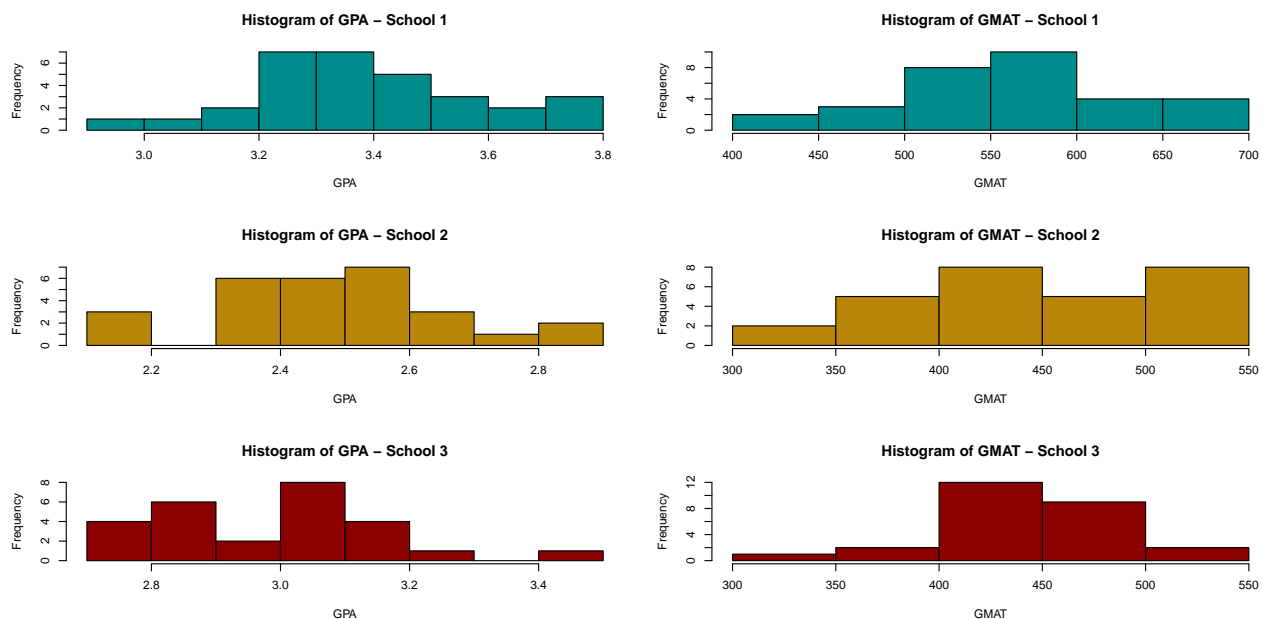 Histogram of GPA – School 1
Frequency
0 2 4 6
3.0 3.2 3.4 3.6 3.8
GPA
Histogram of GMAT – School 1
Frequency
0 4 8
400 450 500 550 600 650 700
GMAT
Histogram of GPA – School 2
Frequency
0 2 4 6
2.2 2.4 2.6 2.8
GPA
Histogram of GMAT – School 2
Frequency
0 2 4 6 8
300 350 400 450 500 550
GMAT
Histogram of GPA – School 3
Frequency
0 2 4 6 8
2.8 3.0 3.2 3.4
GPA
Histogram of GMAT – School 3
Frequency
0 4 8 12
300 350 400 450 500 550
GMAT